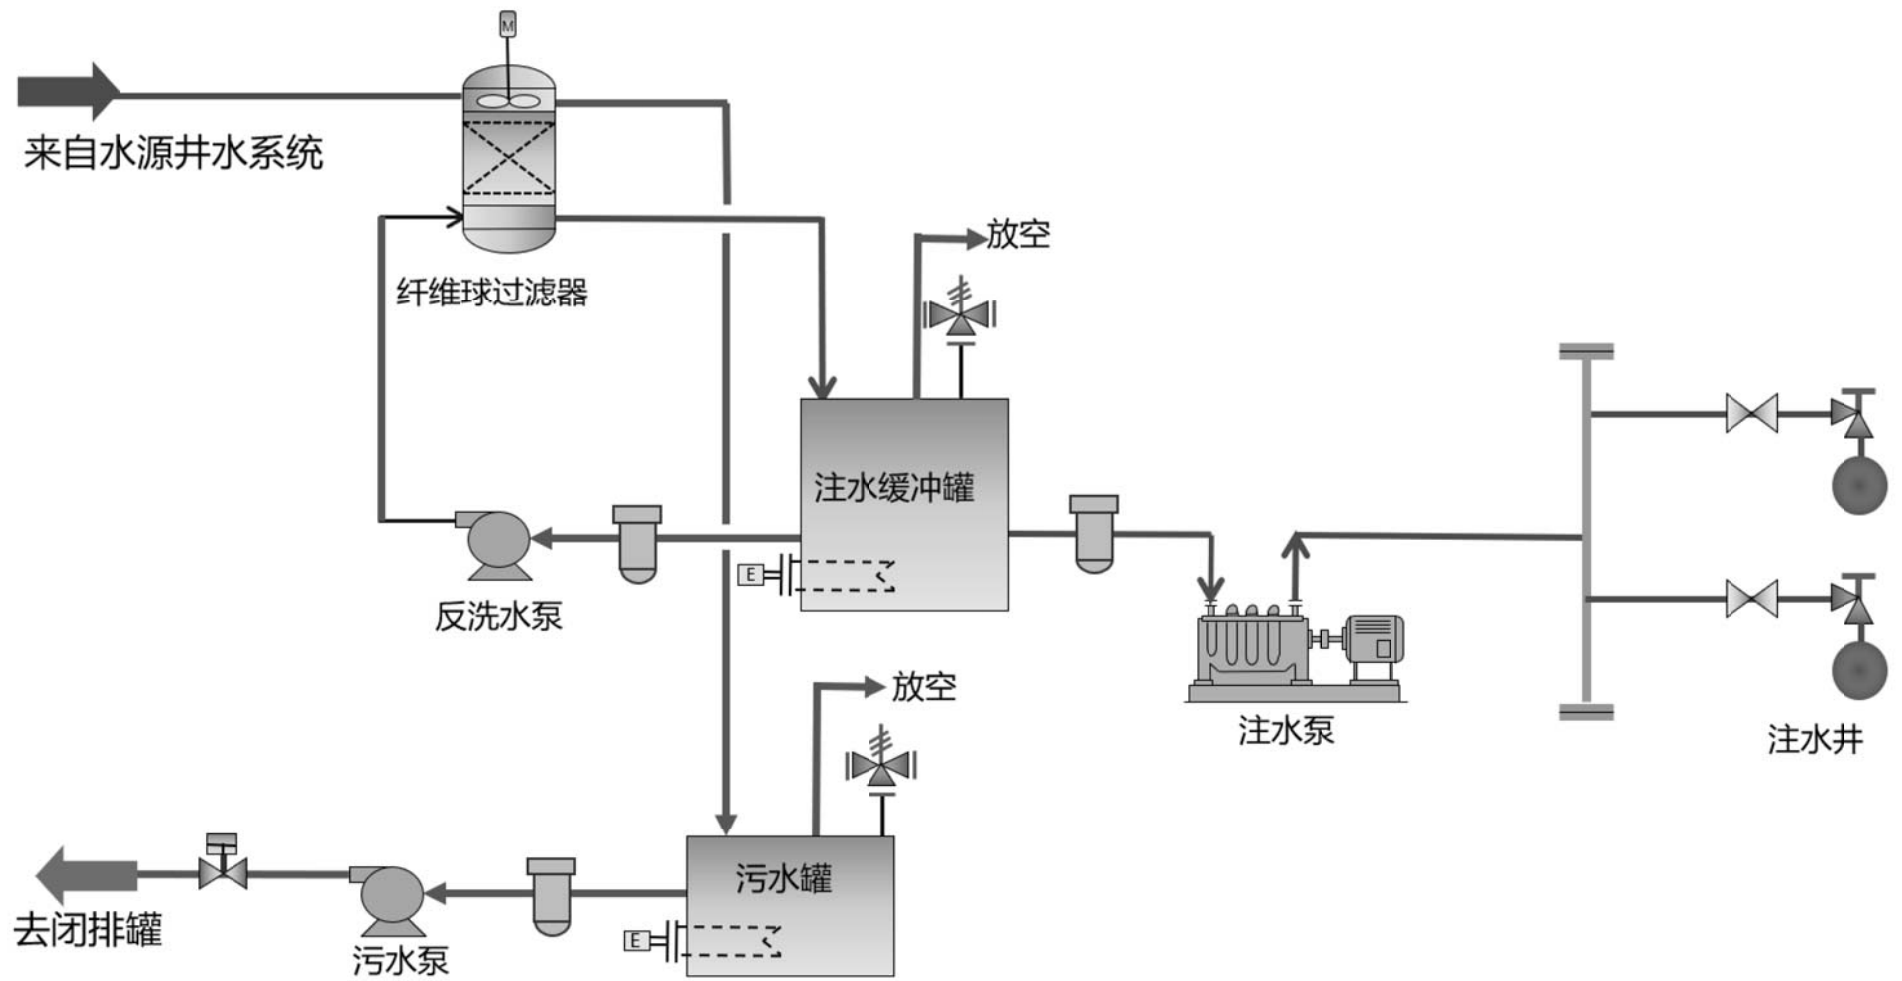 M
来自水源井水系统
纤维球过滤器
放空
注水缓冲罐
E
反洗水泵
放空
注水泵
注水井
污水罐
E
去闭排罐
污水泵